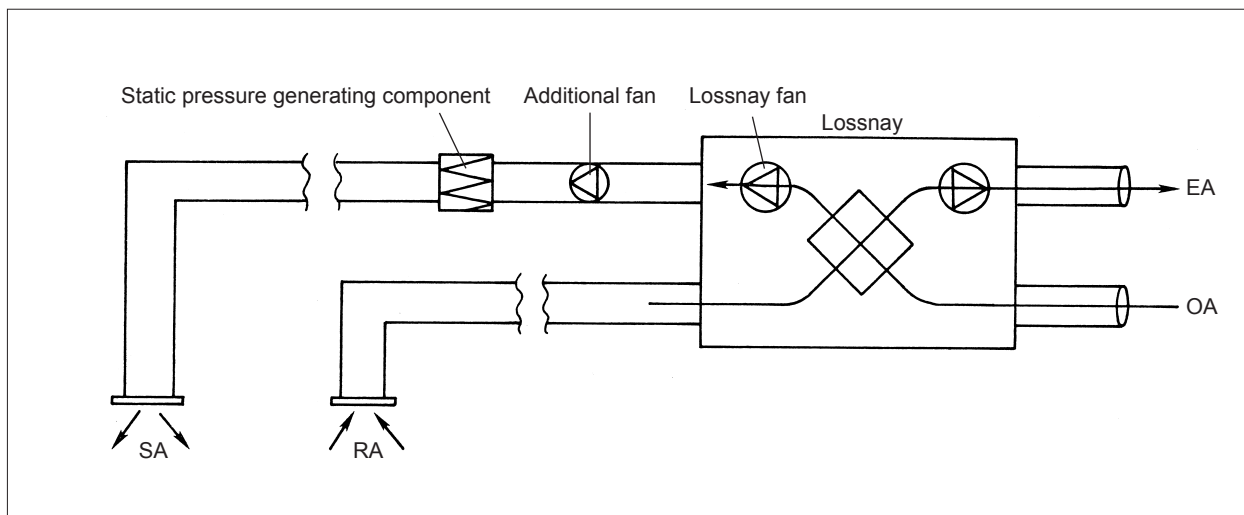 Static pressure generating component
Additional fan
Lossnay fan
Lossnay
EA
OA
SA
RA